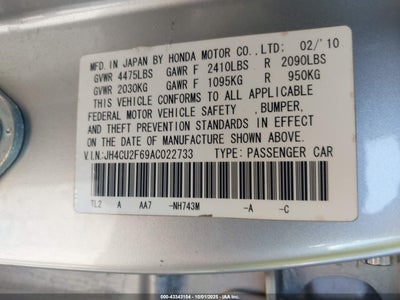 MFD. IN JAPAN BY HONDA MOTOR CO.,LTD: 02/'10
GVWR 4475LBS GAWR F 2410LBS R 2090LBS
GVWR 2030KG GAWR F 1095KG R 950KG
THIS VEHICLE CONFORMS TO ALL APPLICABLE
FEDERAL MOTOR VEHICLE SAFETY ,BUMPER,
AND THEFT PREVENTION STANDARDS IN EFFECT
ON THE DATE OF MANUFACTURE SHOWN ABOVE.
V.I.N.:JH4CU2F69AC022733 TYPE: PASSENGER CAR
TL2 A AA7 -NH743M -A -C
000-43343104 - 10/01/2025 - IAA, Inc.